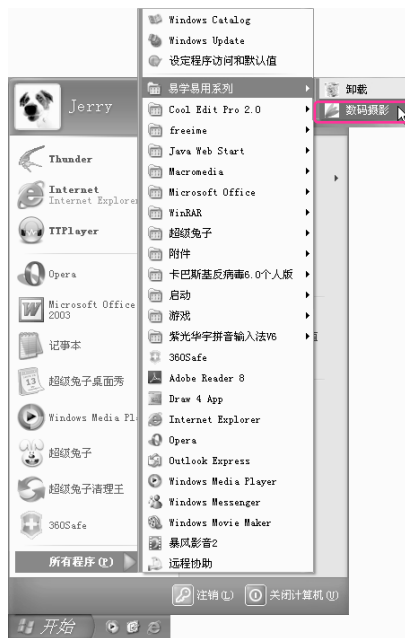 Windows Catalog
Windows Update
设定程序访问和默认值
易学易用系列
卸载
数码摄影
Jerry
Cool Edit Pro 2.0
freeime
Java Web Start
Macromedia
Microsoft Office
WinRAR
超级兔子
附件
卡巴斯基反病毒6.0个人版
启动
游戏
紫光华宇拼音输入法V6
360Safe
Adobe Reader 8
Draw 4 App
Internet Explorer
Opera
Outlook Express
Windows Media Player
Windows Messenger
Windows Movie Maker
暴风影音2
远程协助
Thunder
Internet
Internet Explorer
TTPlayer
Opera
Microsoft Office
2003
记事本
超级兔子桌面秀
Windows Media Pl
超级兔子
超级兔子清理王
360Safe
所有程序(P)
注销(L)
关闭计算机(U)
开始